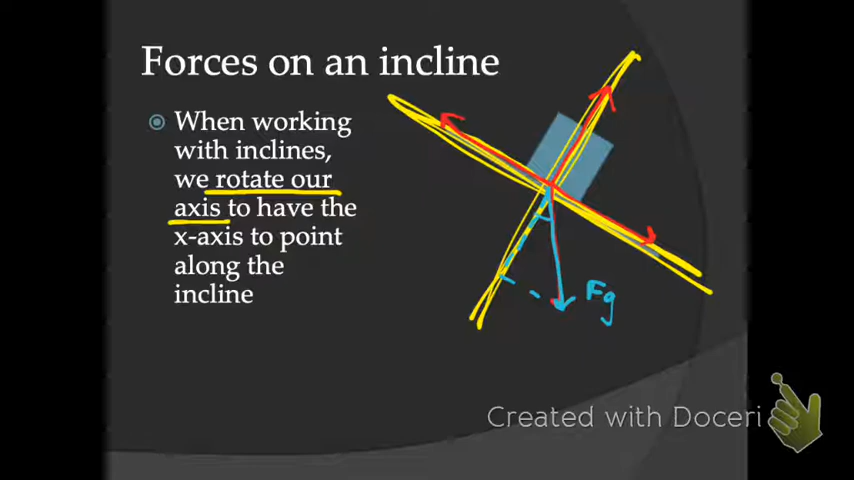 Forces on an incline
When working
with inclines,
we rotate our
axis to have the
x-axis to point
along the
incline
Fg
Created with Doceri